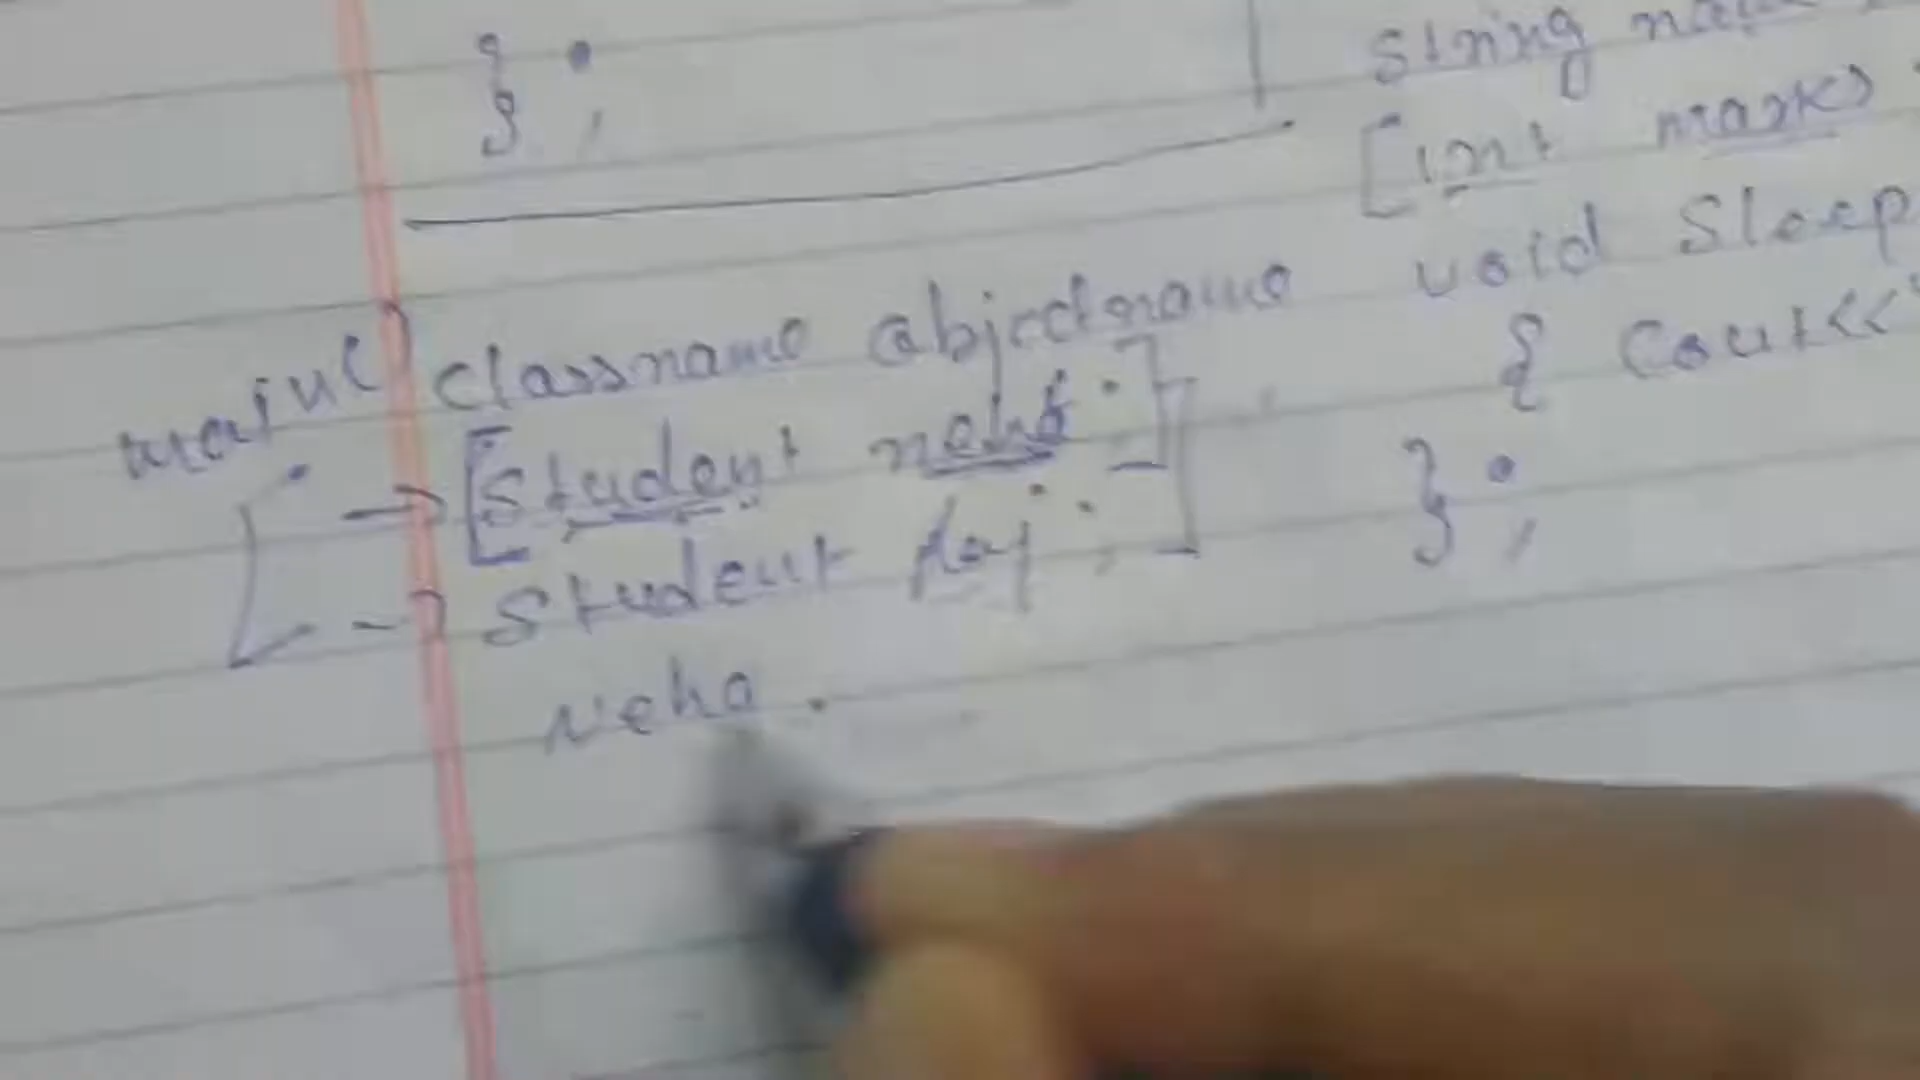 };
main() classname objectname
[Student neha;]
Student raj;]
Neha.
string
[int marks
void Sleep
{ Cout<<"
};